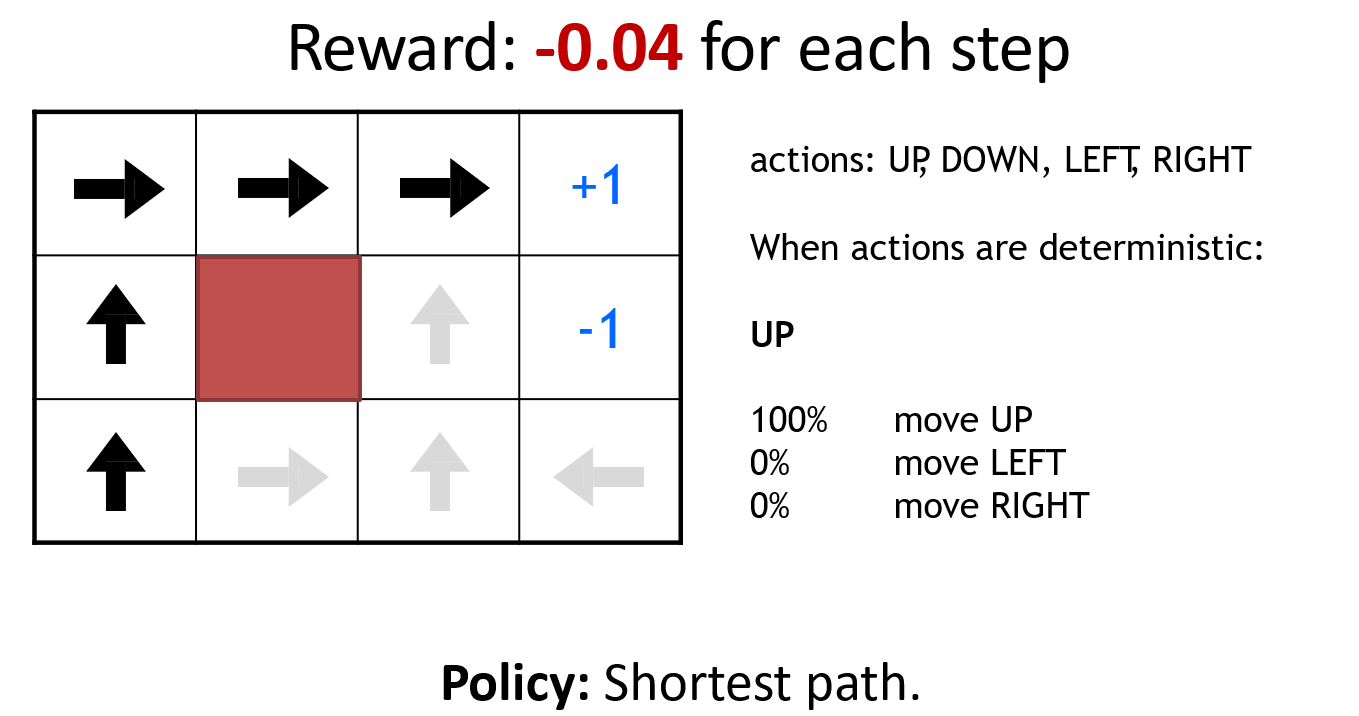 Reward: -0.04 for each step
+1
-1
actions: UP, DOWN, LEFT, RIGHT
When actions are deterministic:
UP
100% move UP
0% move LEFT
0% move RIGHT
Policy: Shortest path.